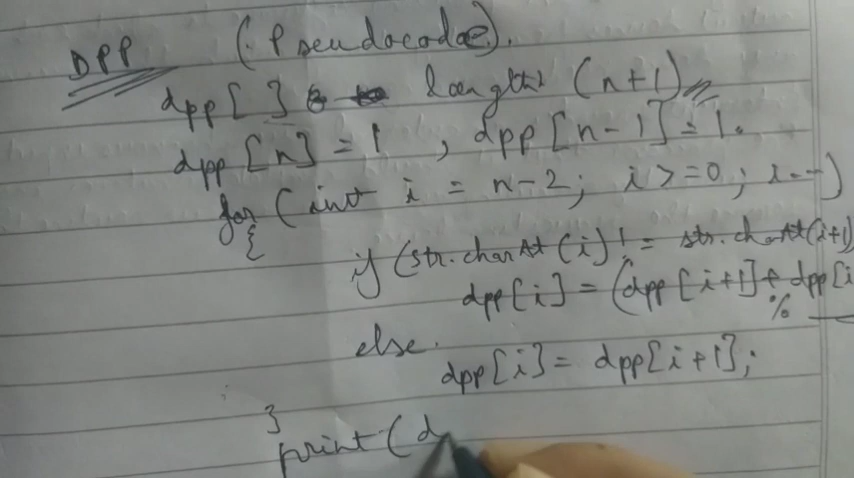 DPP (Pseudocode).
dpp[ ] length (n+1)
dpp[n] = 1 , dpp[n-1] = 1.
for (int i = n-2; i >= 0; i--)
{
if (str.charAt(i) != str.charAt(i+1)
dpp[i] = (dpp[i+1] + dpp[i
%
else.
dpp[i] = dpp[i+1];
}
print (d